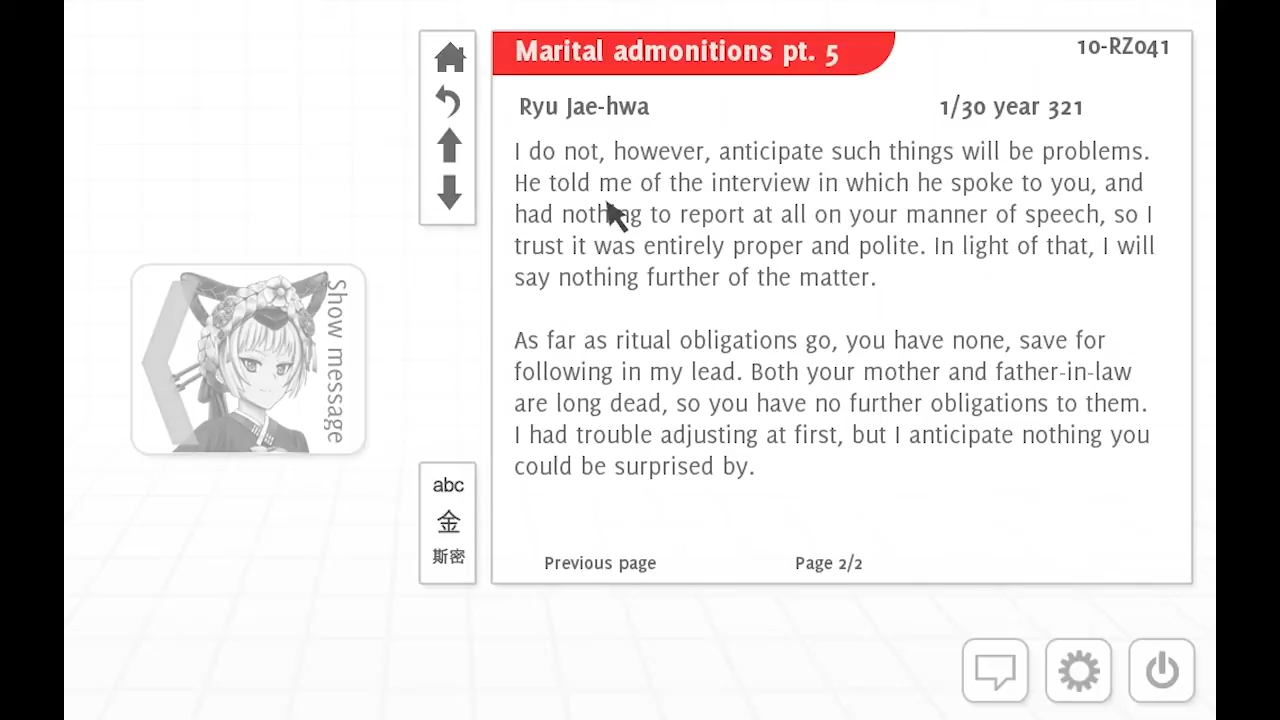 Marital admonitions pt. 5
10-RZ041
Ryu Jae-hwa
1/30 year 321
I do not, however, anticipate such things will be problems.
He told me of the interview in which he spoke to you, and
had nothing to report at all on your manner of speech, so I
trust it was entirely proper and polite. In light of that, I will
say nothing further of the matter.
As far as ritual obligations go, you have none, save for
following in my lead. Both your mother and father-in-law
are long dead, so you have no further obligations to them.
I had trouble adjusting at first, but I anticipate nothing you
could be surprised by.
Previous page
Page 2/2
Show message
abc
金
斯密